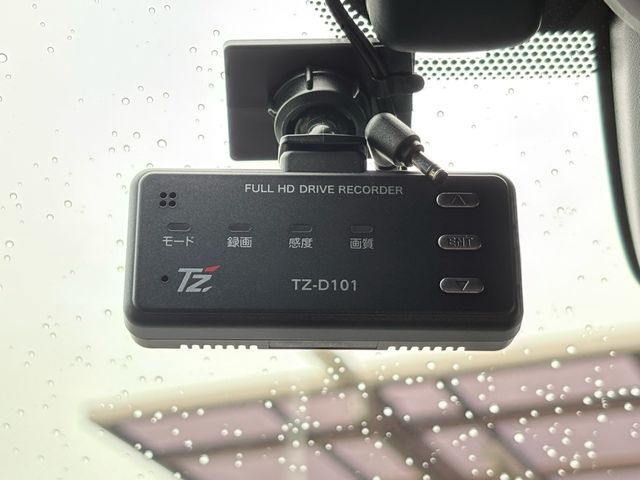 FULL HD DRIVE RECORDER
モード 録画 感度 画質
ENT
TZ.
TZ-D101